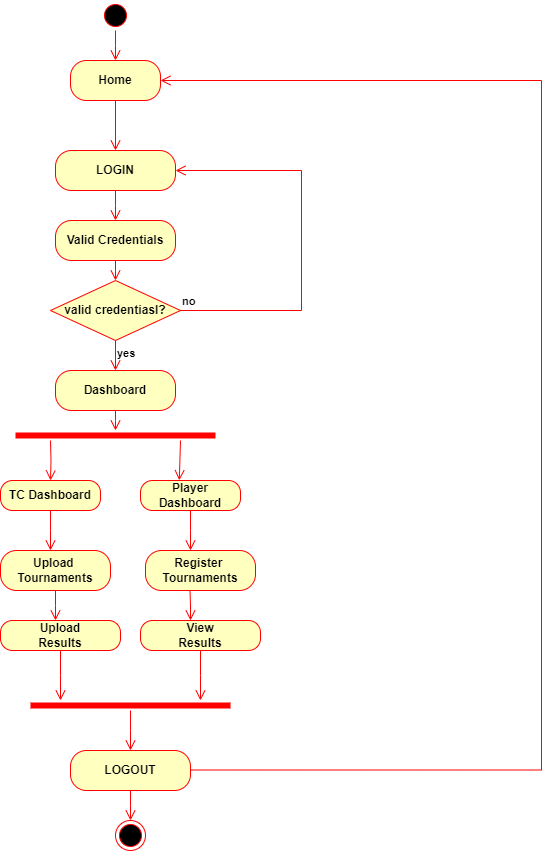 Home
LOGIN
Valid Credentials
valid credentiasl?
no
yes
Dashboard
TC Dashboard
Player
Dashboard
Upload
Tournaments
Register
Tournaments
Upload
Results
View
Results
LOGOUT